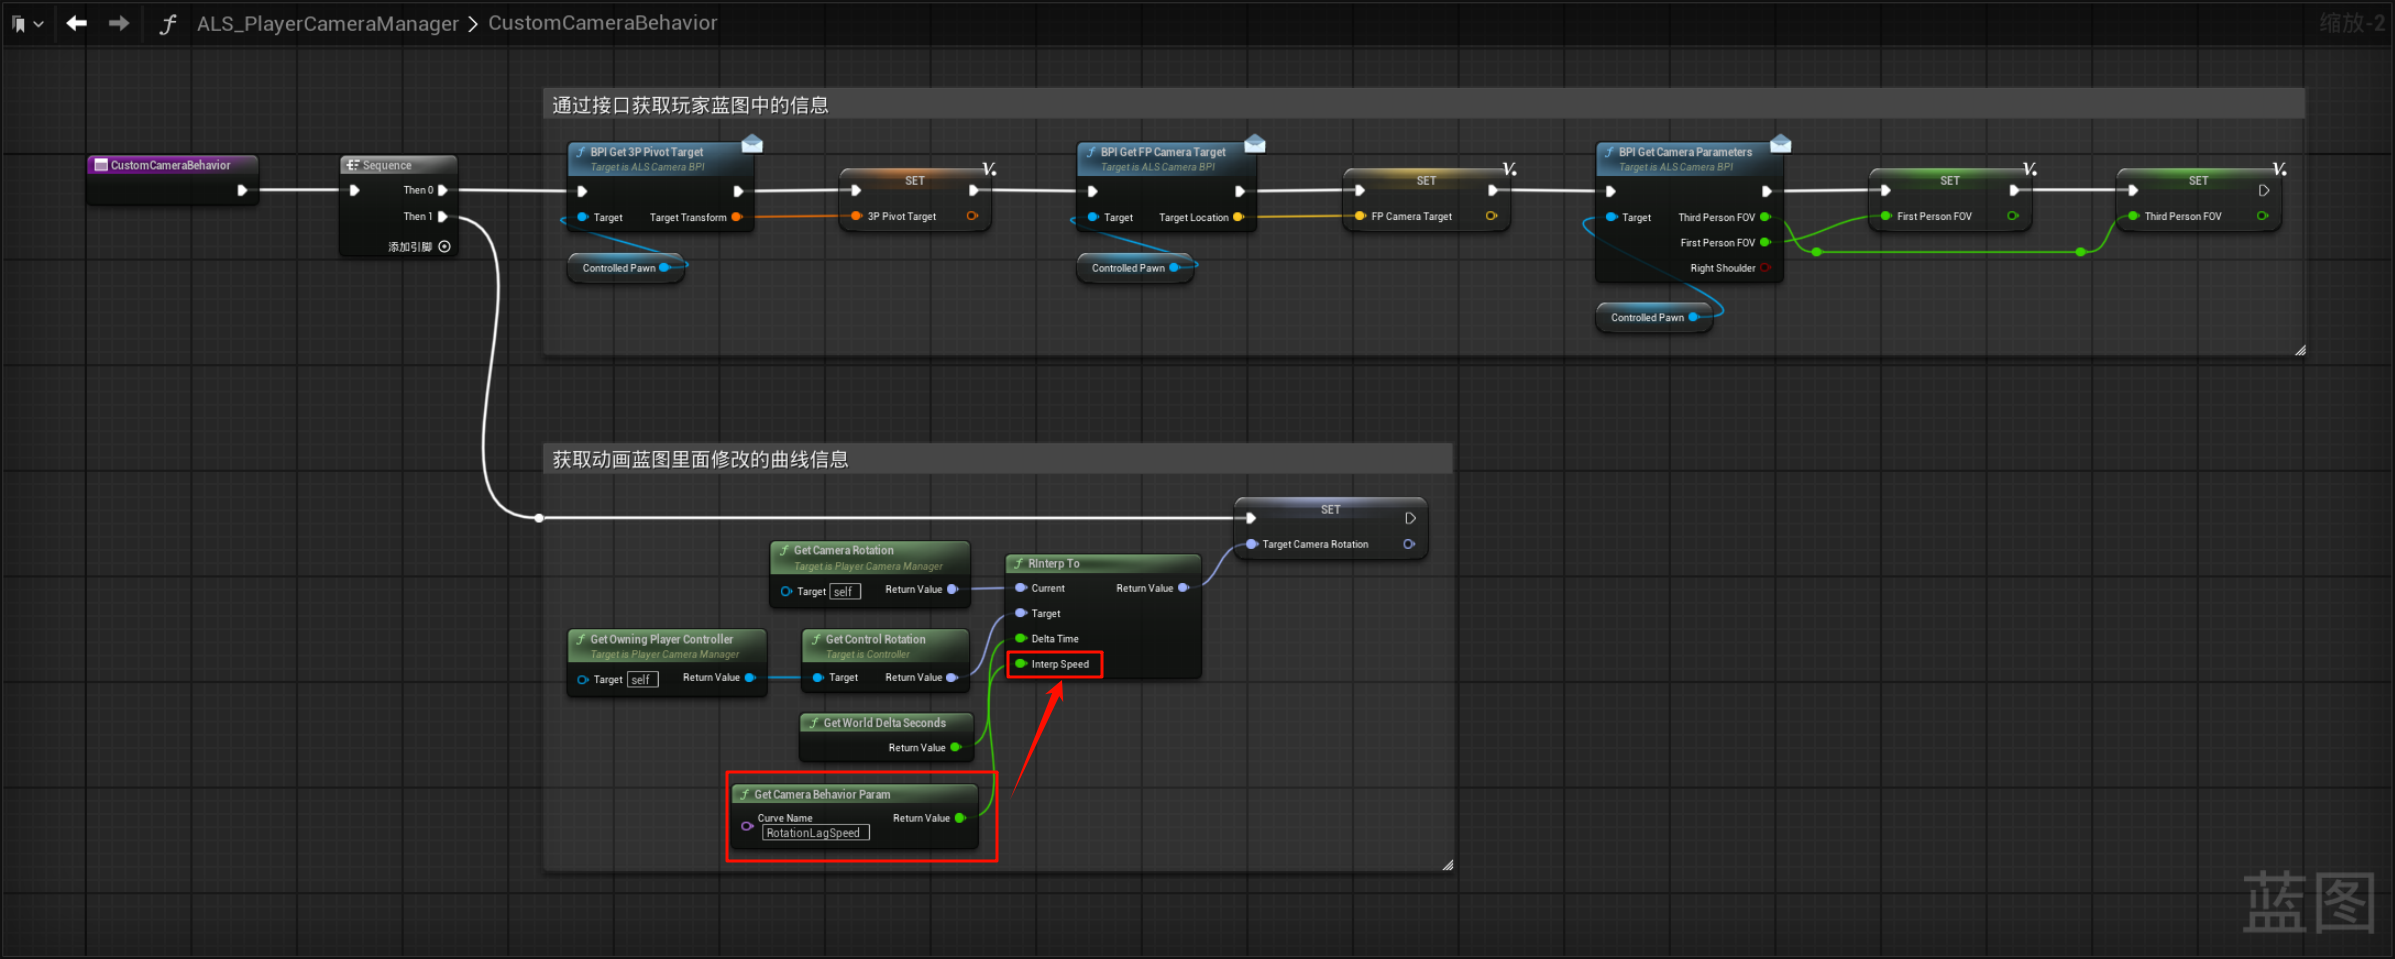 ALS_PlayerCameraManager > CustomCameraBehavior
缩放-2
通过接口获取玩家蓝图中的信息
CustomCameraBehavior
Sequence
Then 0
Then 1
添加引脚
BPI Get 3P Pivot Target
Target is ALS Camera BPI
Target
Target Transform
Controlled Pawn
SET
3P Pivot Target
BPI Get FP Camera Target
Target is ALS Camera BPI
Target
Target Location
Controlled Pawn
SET
FP Camera Target
BPI Get Camera Parameters
Target is ALS Camera BPI
Target
Third Person FOV
First Person FOV
Right Shoulder
Controlled Pawn
SET
First Person FOV
SET
Third Person FOV
获取动画蓝图里面修改的曲线信息
SET
Target Camera Rotation
Get Camera Rotation
Target is Player Camera Manager
Target self
Return Value
RInterp To
Current
Return Value
Target
Delta Time
Interp Speed
Get Owning Player Controller
Target is Player Camera Manager
Target self
Return Value
Get Control Rotation
Target is Controller
Target
Return Value
Get World Delta Seconds
Return Value
Get Camera Behavior Param
Curve Name
Return Value
RotationLagSpeed
蓝图